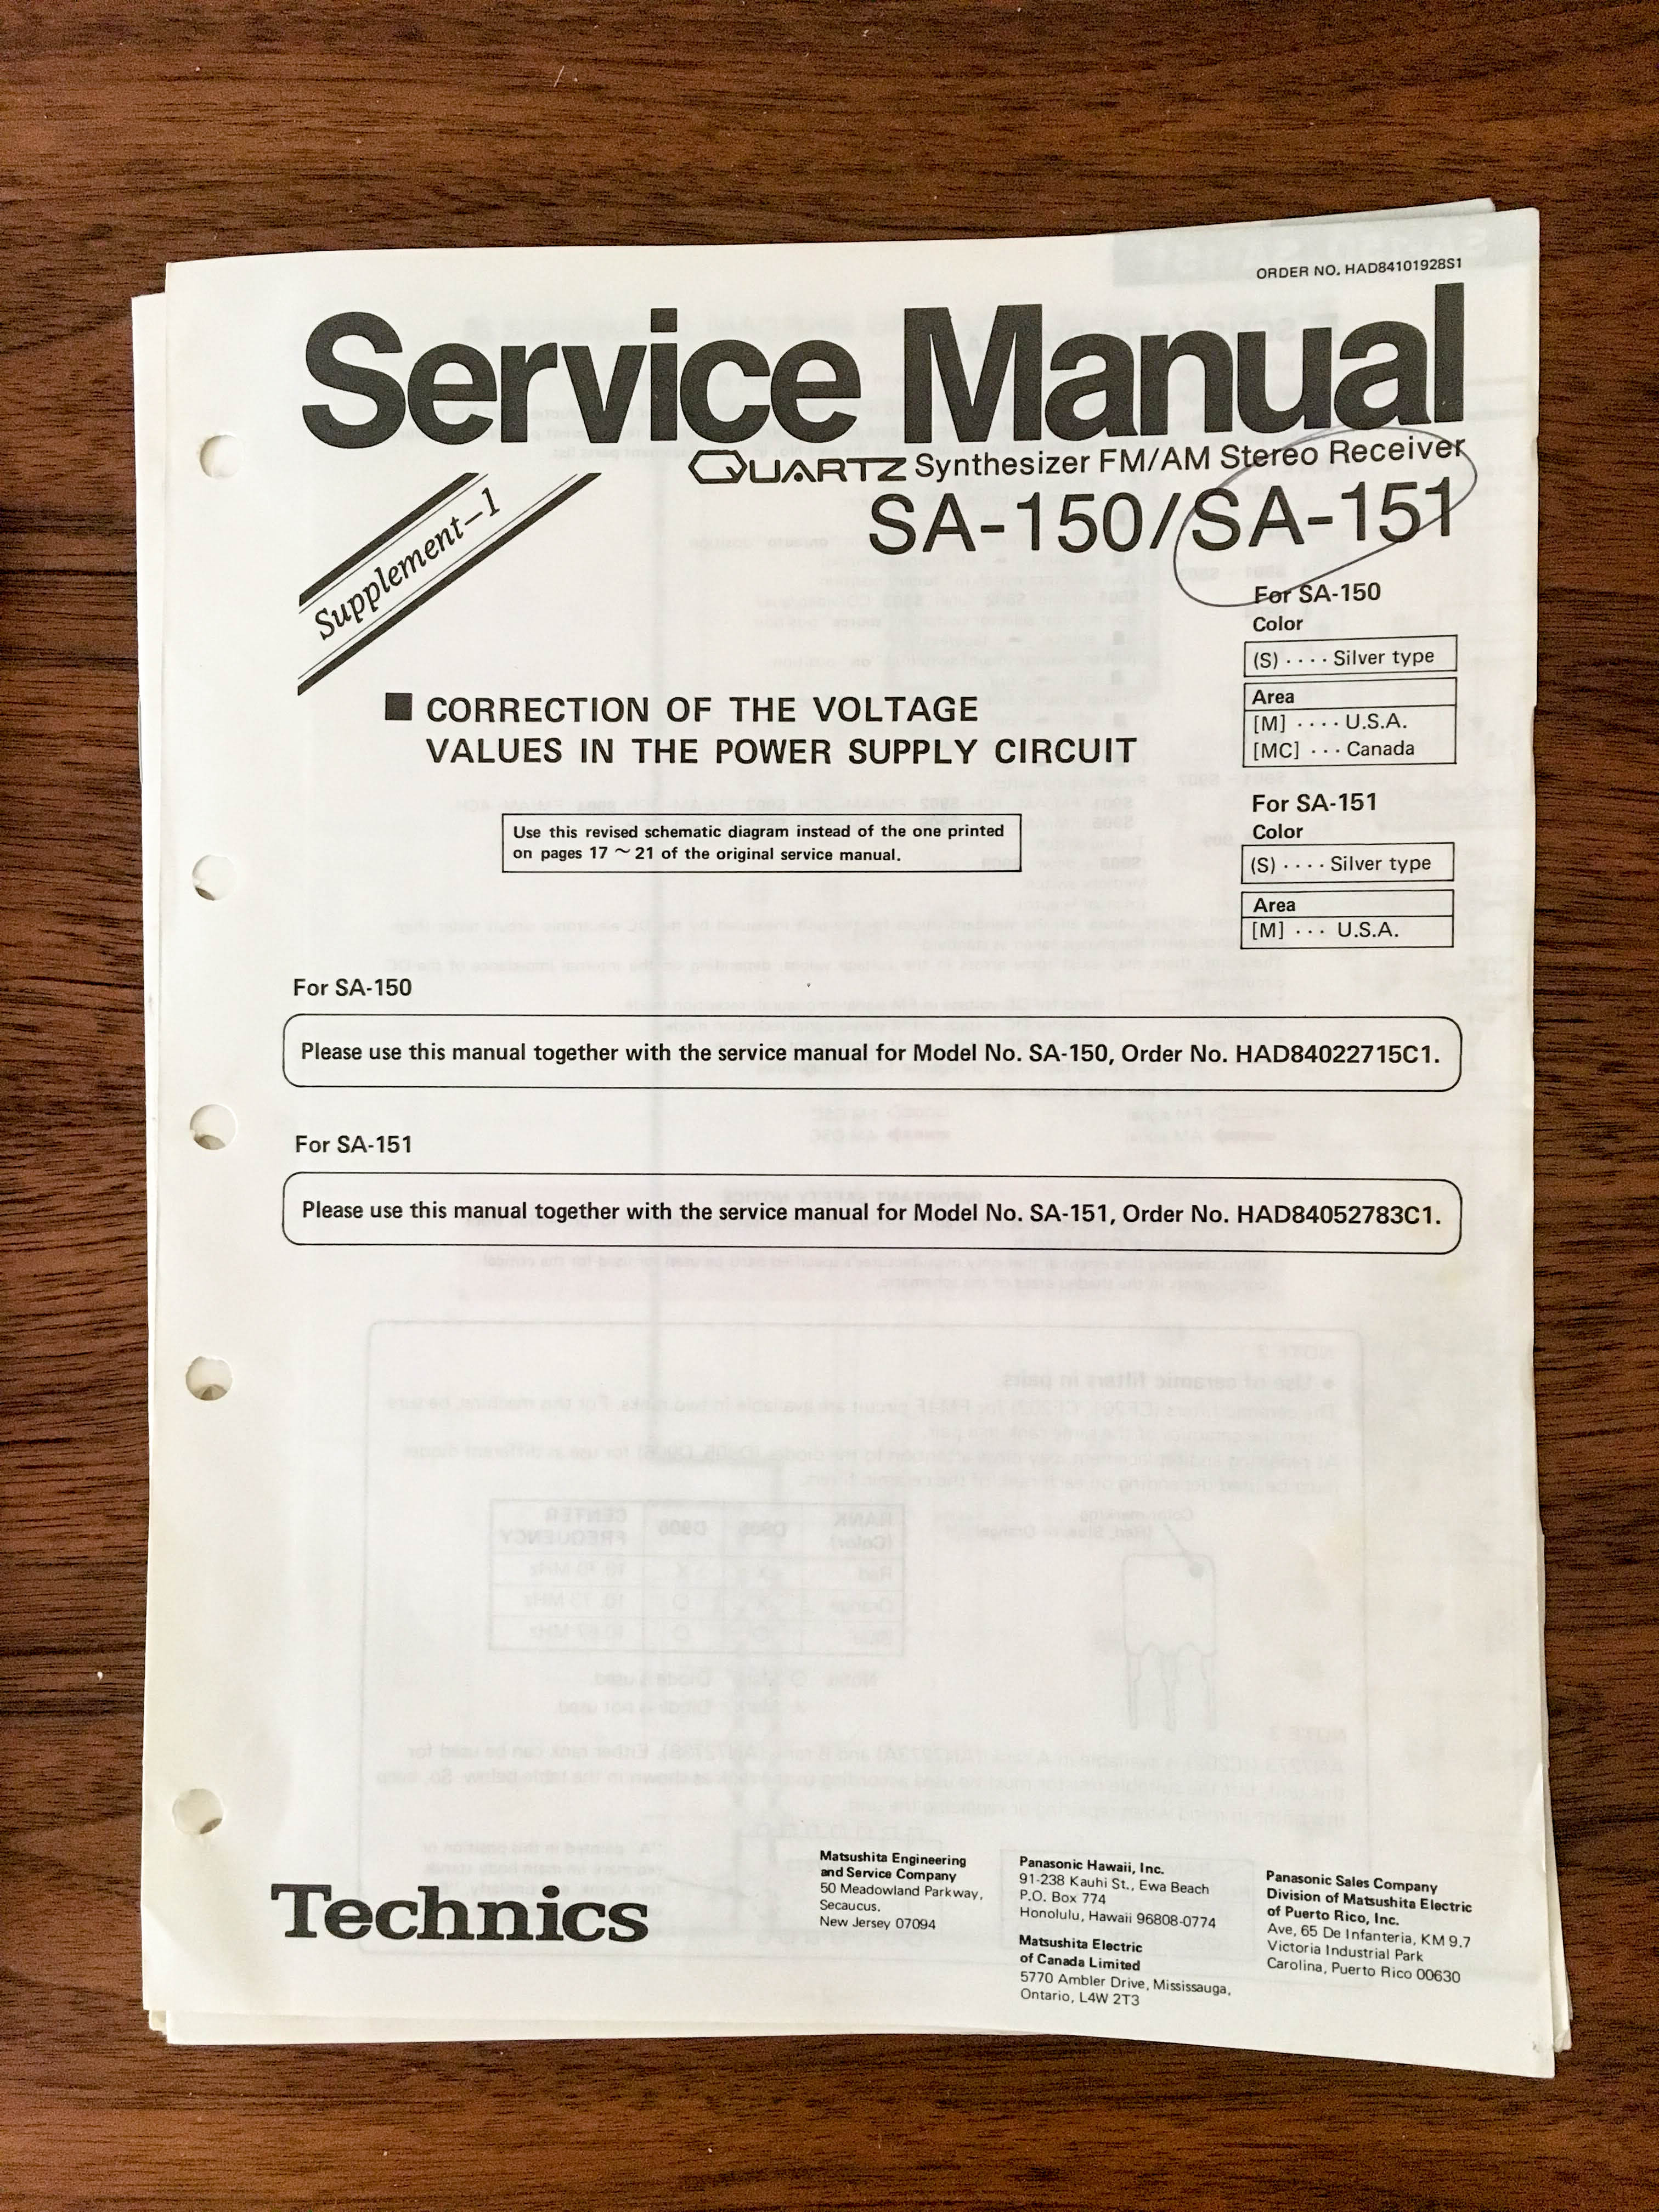 ORDER NO. HAD84101928S1
Service Manual
QUARTZ Synthesizer FM/AM Stereo Receiver
SA-150/SA-151
Supplement-1
For SA-150
Color
(S) ···· Silver type
Area
[M] ···· U.S.A.
[MC] ··· Canada
■ CORRECTION OF THE VOLTAGE
VALUES IN THE POWER SUPPLY CIRCUIT
For SA-151
Color
(S) ···· Silver type
Area
[M] ··· U.S.A.
Use this revised schematic diagram instead of the one printed
on pages 17 ~ 21 of the original service manual.
For SA-150
Please use this manual together with the service manual for Model No. SA-150, Order No. HAD84022715C1.
For SA-151
Please use this manual together with the service manual for Model No. SA-151, Order No. HAD84052783C1.
Technics
Matsushita Engineering
and Service Company
50 Meadowland Parkway,
Secaucus,
New Jersey 07094
Panasonic Hawaii, Inc.
91-238 Kauhi St., Ewa Beach
P.O. Box 774
Honolulu, Hawaii 96808-0774
Matsushita Electric
of Canada Limited
5770 Ambler Drive, Mississauga,
Ontario, L4W 2T3
Panasonic Sales Company
Division of Matsushita Electric
of Puerto Rico, Inc.
Ave, 65 De Infanteria, KM 9.7
Victoria Industrial Park
Carolina, Puerto Rico 00630